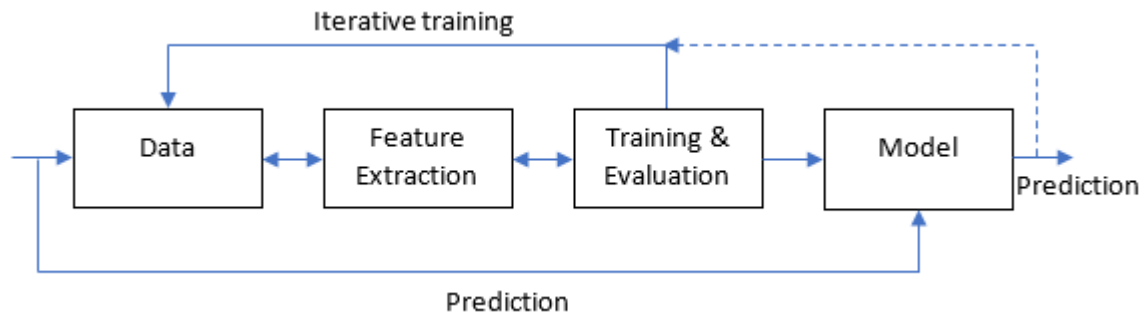 Iterative training
Data
Feature
Extraction
Training &
Evaluation
Model
Prediction
Prediction